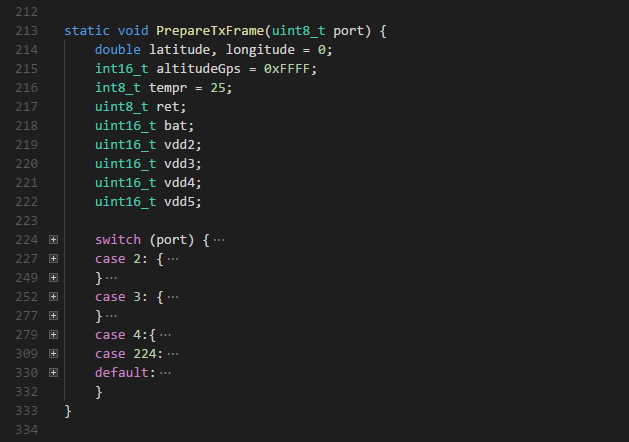 212
213 static void PrepareTxFrame(uint8_t port) {
214     double latitude, longitude = 0;
215     int16_t altitudeGps = 0xFFFF;
216     int8_t tempr = 25;
217     uint8_t ret;
218     uint16_t bat;
219     uint16_t vdd2;
220     uint16_t vdd3;
221     uint16_t vdd4;
222     uint16_t vdd5;
223
224     switch (port) {⋯
227     case 2: {⋯
249     }⋯
252     case 3: {⋯
277     }⋯
279     case 4:{⋯
309     case 224:⋯
330     default:⋯
332     }
333 }
334